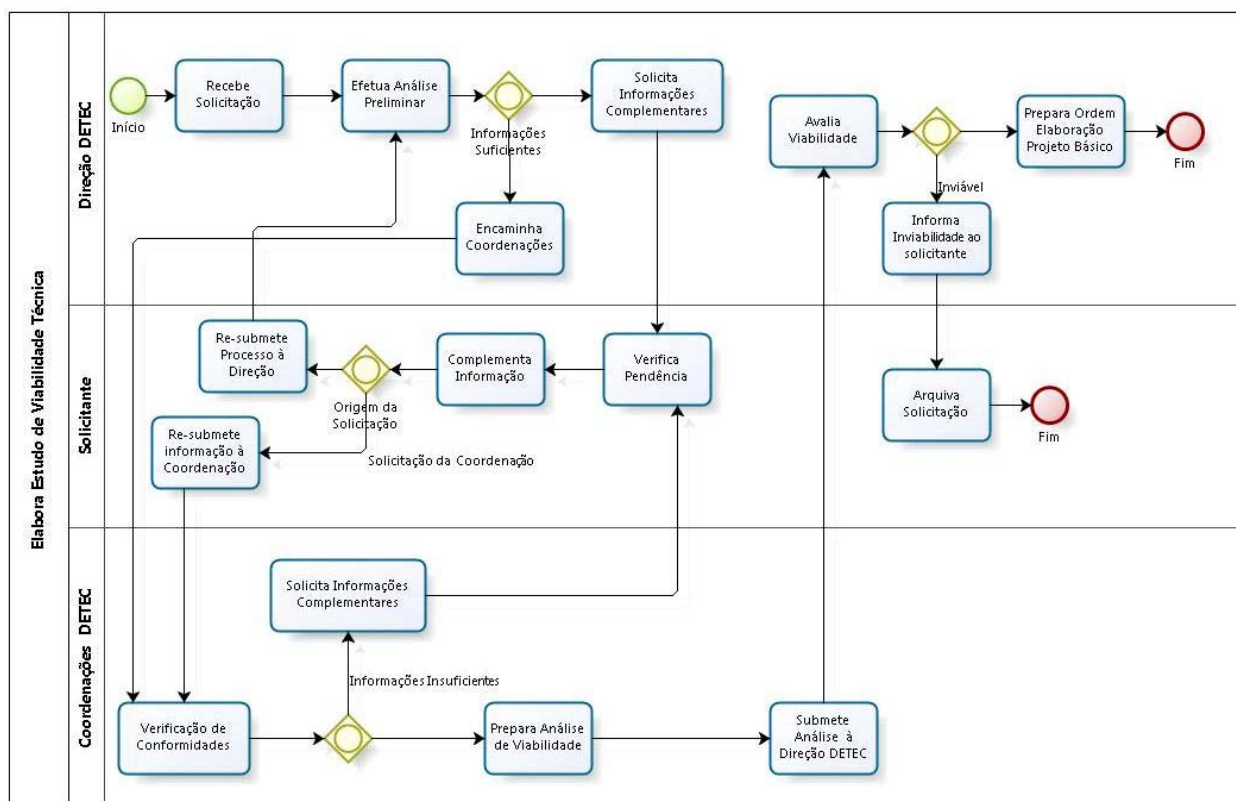 Elabora Estudo de Viabilidade Técnica
Direção DETEC
Início
Recebe
Solicitação
Efetua Análise
Preliminar
Informações
Suficientes
Solicita
Informações
Complementares
Encaminha
Coordenações
Avalia
Viabilidade
Inviável
Prepara Ordem
Elaboração
Projeto Básico
Fim
Informa
Inviabilidade ao
solicitante
Solicitante
Re-submete
Processo à
Direção
Origem da
Solicitação
Complementa
Informação
Verifica
Pendência
Re-submete
informação à
Coordenação
Solicitação da Coordenação
Arquiva
Solicitação
Fim
Coordenações DETEC
Solicita Informações
Complementares
Informações Insuficientes
Verificação de
Conformidades
Prepara Análise
de Viabilidade
Submete
Análise à
Direção DETEC